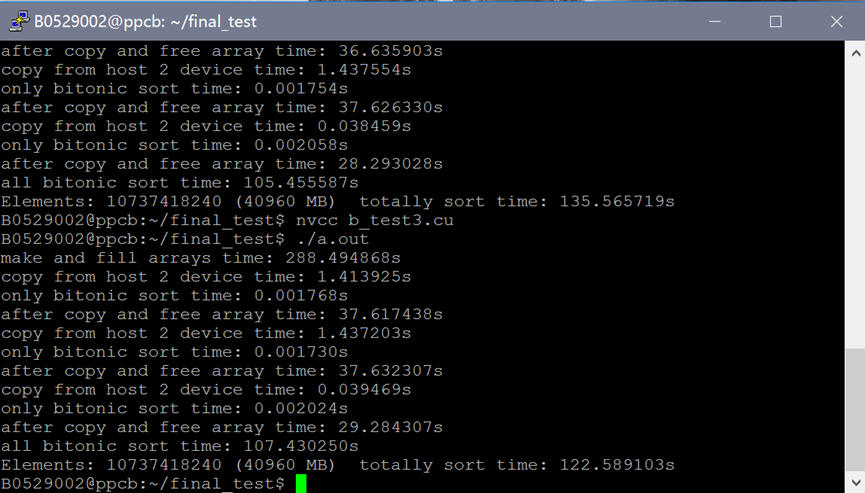 B0529002@ppcb: ~/final_test
after copy and free array time: 36.635903s
copy from host 2 device time: 1.437554s
only bitonic sort time: 0.001754s
after copy and free array time: 37.626330s
copy from host 2 device time: 0.038459s
only bitonic sort time: 0.002058s
after copy and free array time: 28.293028s
all bitonic sort time: 105.455587s
Elements: 10737418240 (40960 MB)  totally sort time: 135.565719s
B0529002@ppcb:~/final_test$ nvcc b_test3.cu
B0529002@ppcb:~/final_test$ ./a.out
make and fill arrays time: 288.494868s
copy from host 2 device time: 1.413925s
only bitonic sort time: 0.001768s
after copy and free array time: 37.617438s
copy from host 2 device time: 1.437203s
only bitonic sort time: 0.001730s
after copy and free array time: 37.632307s
copy from host 2 device time: 0.039469s
only bitonic sort time: 0.002024s
after copy and free array time: 29.284307s
all bitonic sort time: 107.430250s
Elements: 10737418240 (40960 MB)  totally sort time: 122.589103s
B0529002@ppcb:~/final_test$